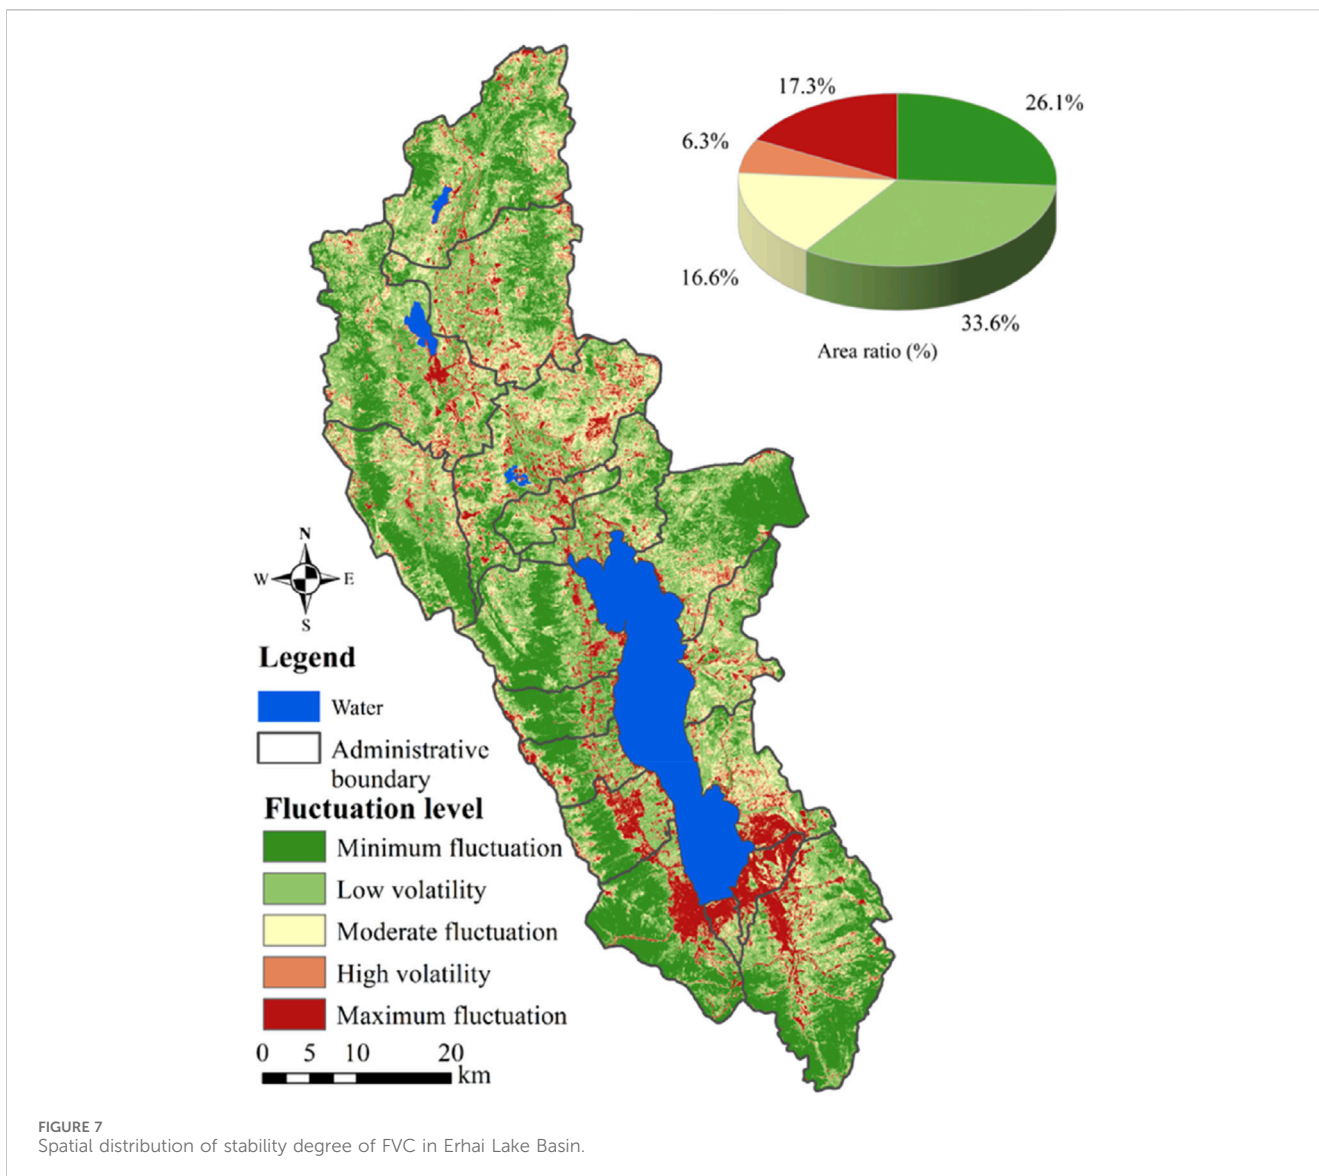 17.3%
26.1%
6.3%
16.6%
33.6%
Area ratio (%)
N
W E
S
Legend
Water
Administrative
boundary
Fluctuation level
Minimum fluctuation
Low volatility
Moderate fluctuation
High volatility
Maximum fluctuation
0 5 10 20
km
FIGURE 7
Spatial distribution of stability degree of FVC in Erhai Lake Basin.